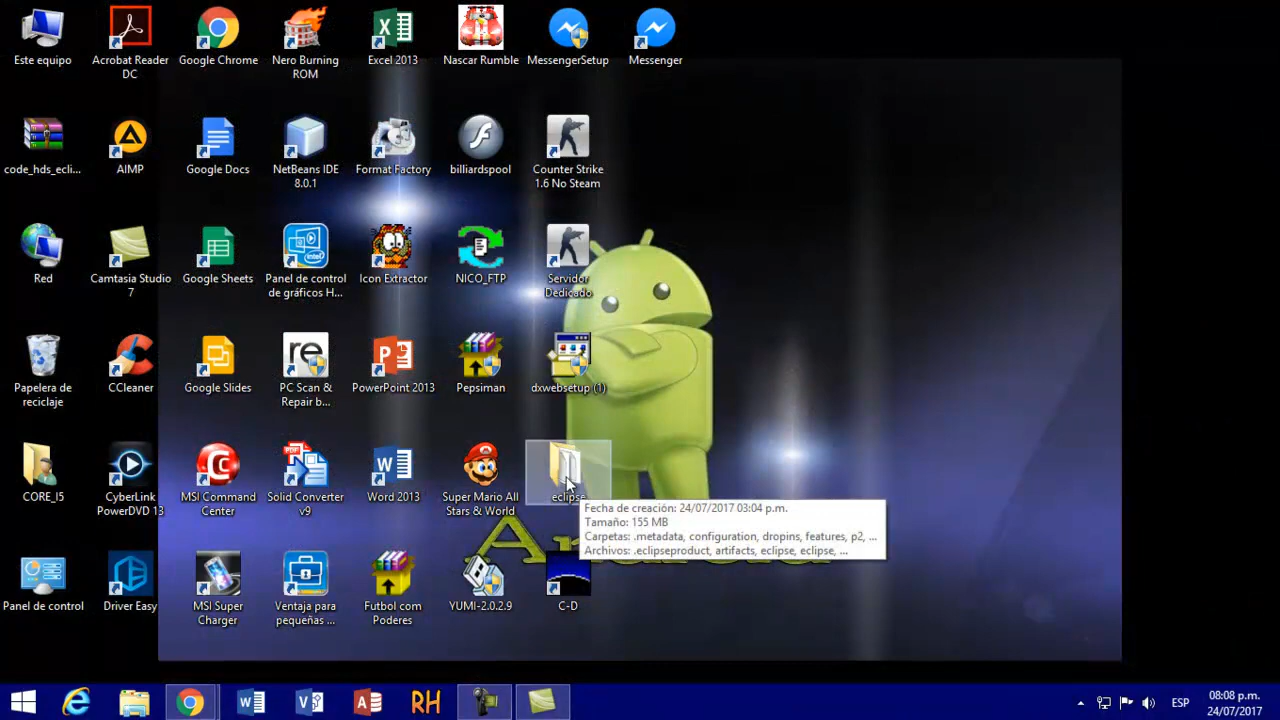 Este equipo
Acrobat Reader
DC
Google Chrome
Nero Burning
ROM
Excel 2013
Nascar Rumble
MessengerSetup
Messenger
code_hds_ecli...
AIMP
Google Docs
NetBeans IDE
8.0.1
Format Factory
billiardspool
Counter Strike
1.6 No Steam
Red
Camtasia Studio
7
Google Sheets
Panel de control
de gráficos H...
Icon Extractor
NICO_FTP
Servidor
Dedicado
Papelera de
reciclaje
CCleaner
Google Slides
re
PC Scan &
Repair b...
PowerPoint 2013
Pepsiman
dxwebsetup (1)
CORE_I5
CyberLink
PowerDVD 13
MSI Command
Center
PDF
Solid Converter
v9
Word 2013
Super Mario All
Stars & World
eclipse
Fecha de creación: 24/07/2017 03:04 p.m.
Tamaño: 155 MB
Carpetas: .metadata, configuration, dropins, features, p2, ...
Archivos: .eclipseproduct, artifacts, eclipse, eclipse, ...
Panel de control
Driver Easy
MSI Super
Charger
Ventaja para
pequeñas ...
Futbol com
Poderes
YUMI-2.0.2.9
C-D
RH
ESP
08:08 p.m.
24/07/2017